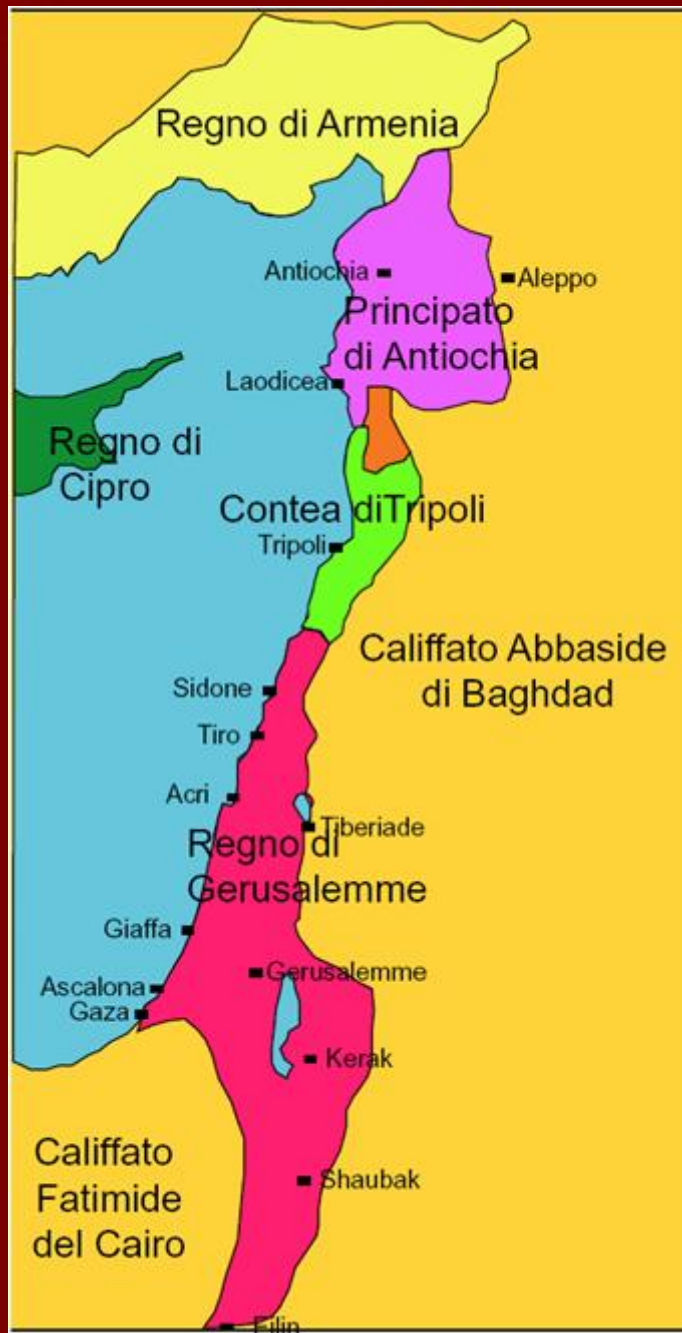 Regno di Armenia
Antiochia
Aleppo
Principato
di Antiochia
Laodicea
Regno di
Cipro
Contea diTripoli
Tripoli
Califfato Abbaside
di Baghdad
Sidone
Tiro
Acri
Tiberiade
Regno di
Gerusalemme
Giaffa
Gerusalemme
Ascalona
Gaza
Kerak
Califfato
Fatimide
del Cairo
Shaubak
Filin